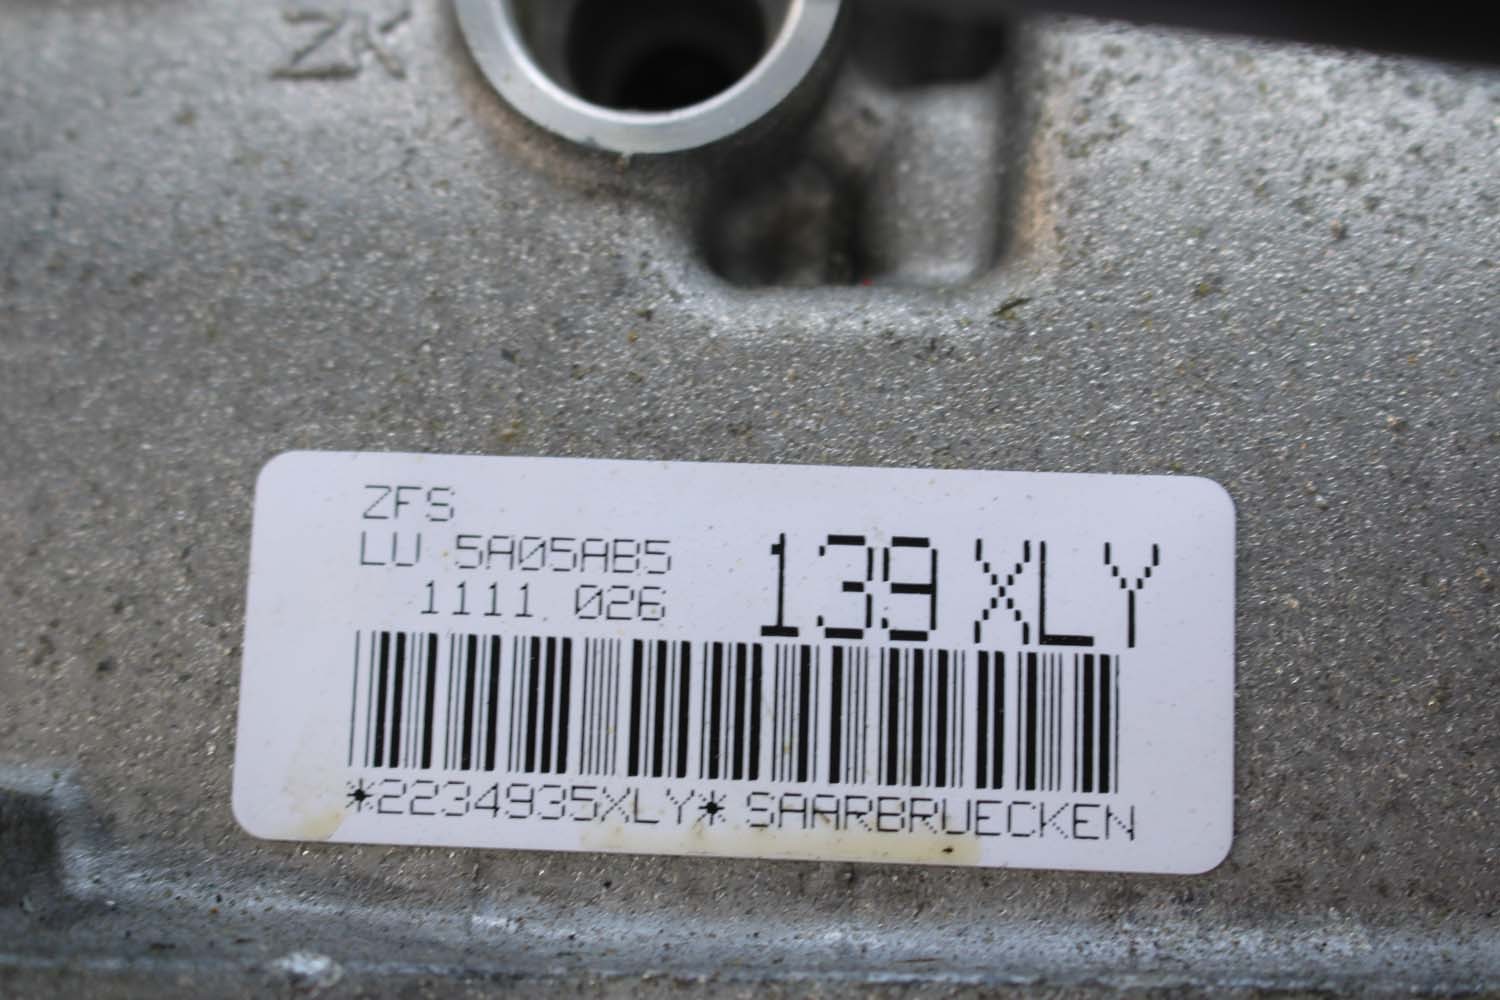 ZK
ZFS
LU 5A05AB5
1111 026
139 XLY
*2234935XLY* SAARBRUECKEN